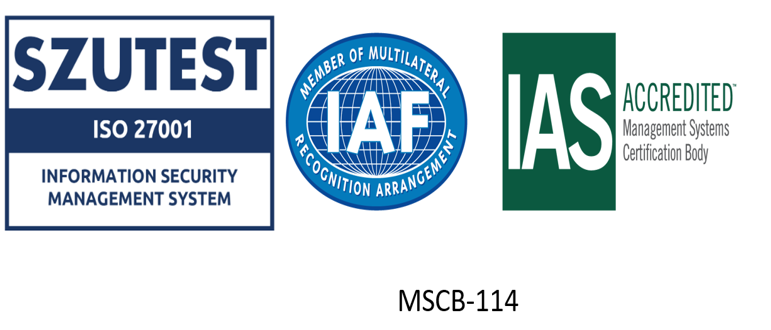 SZUTEST
ISO 27001
INFORMATION SECURITY
MANAGEMENT SYSTEM
MEMBER OF MULTILATERAL
IAF
RECOGNITION ARRANGEMENT
IAS
ACCREDITED™
Management Systems
Certification Body
MSCB-114